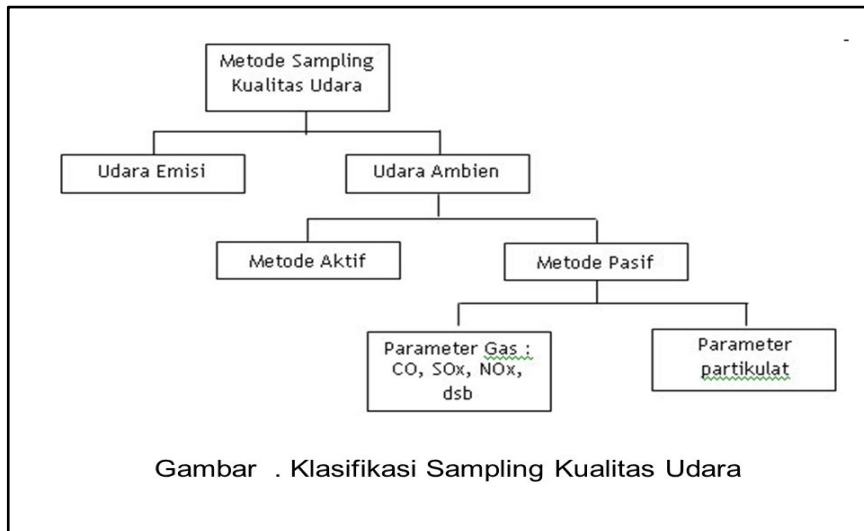 -
Metode Sampling
Kualitas Udara
Udara Emisi
Udara Ambien
Metode Aktif
Metode Pasif
Parameter Gas :
CO, SOx, NOx,
dsb
Parameter
partikulat
Gambar . Klasifikasi Sampling Kualitas Udara